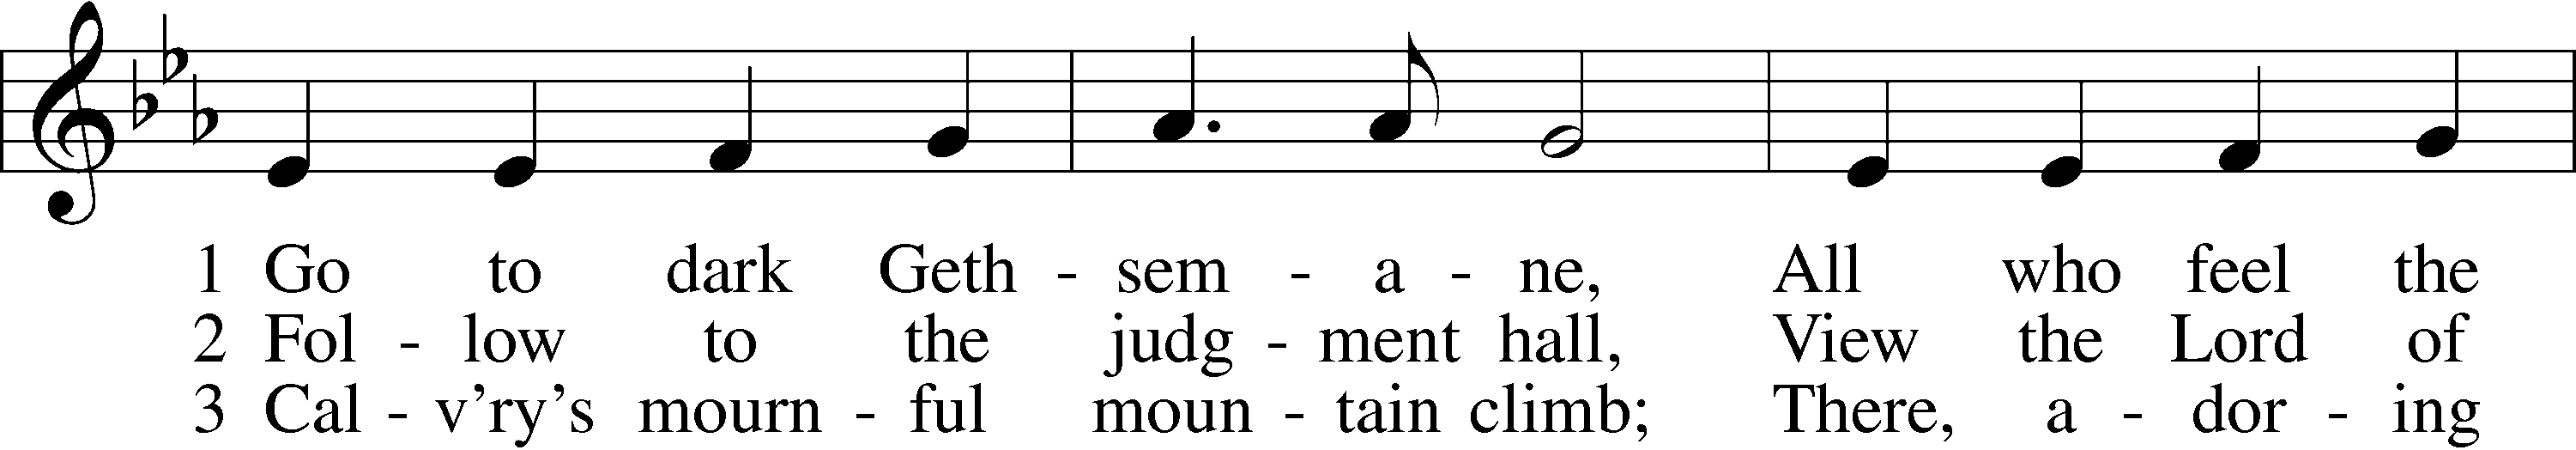 1 Go to dark Geth - sem - a - ne, All who feel the
2 Fol - low to the judg - ment hall, View the Lord of
3 Cal - v'ry's mourn - ful moun - tain climb; There, a - dor - ing